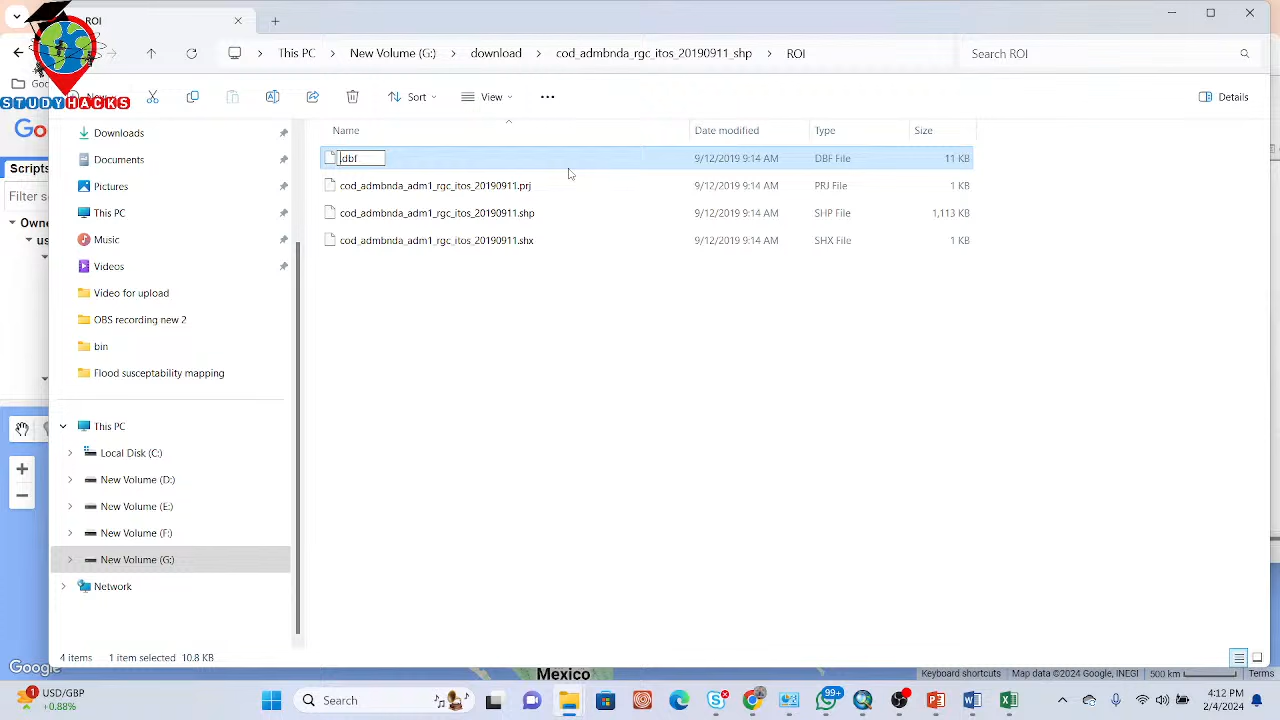 ROI
This PC
New Volume (G:)
download
cod_admbnda_rgc_itos_20190911_shp
ROI
Search ROI
STUDYHACKS
Sort
View
Details
Go
Scripts
Filter s
Owne
Downloads
Documents
Pictures
This PC
Music
Videos
Video for upload
OBS recording new 2
bin
Flood susceptability mapping
This PC
Local Disk (C:)
New Volume (D:)
New Volume (E:)
New Volume (F:)
New Volume (G:)
Network
Name
Date modified
Type
Size
.dbf
9/12/2019 9:14 AM
DBF File
11 KB
cod_admbnda_adm1_rgc_itos_20190911.prj
9/12/2019 9:14 AM
PRJ File
1 KB
cod_admbnda_adm1_rgc_itos_20190911.shp
9/12/2019 9:14 AM
SHP File
1,113 KB
cod_admbnda_adm1_rgc_itos_20190911.shx
9/12/2019 9:14 AM
SHX File
1 KB
4 items
1 item selected 10.8 KB
Google
Mexico
Keyboard shortcuts
Map data ©2024 Google, INEGI
500 km
Terms
1
USD/GBP
+0.88%
Search
99+
4:12 PM
2/4/2024